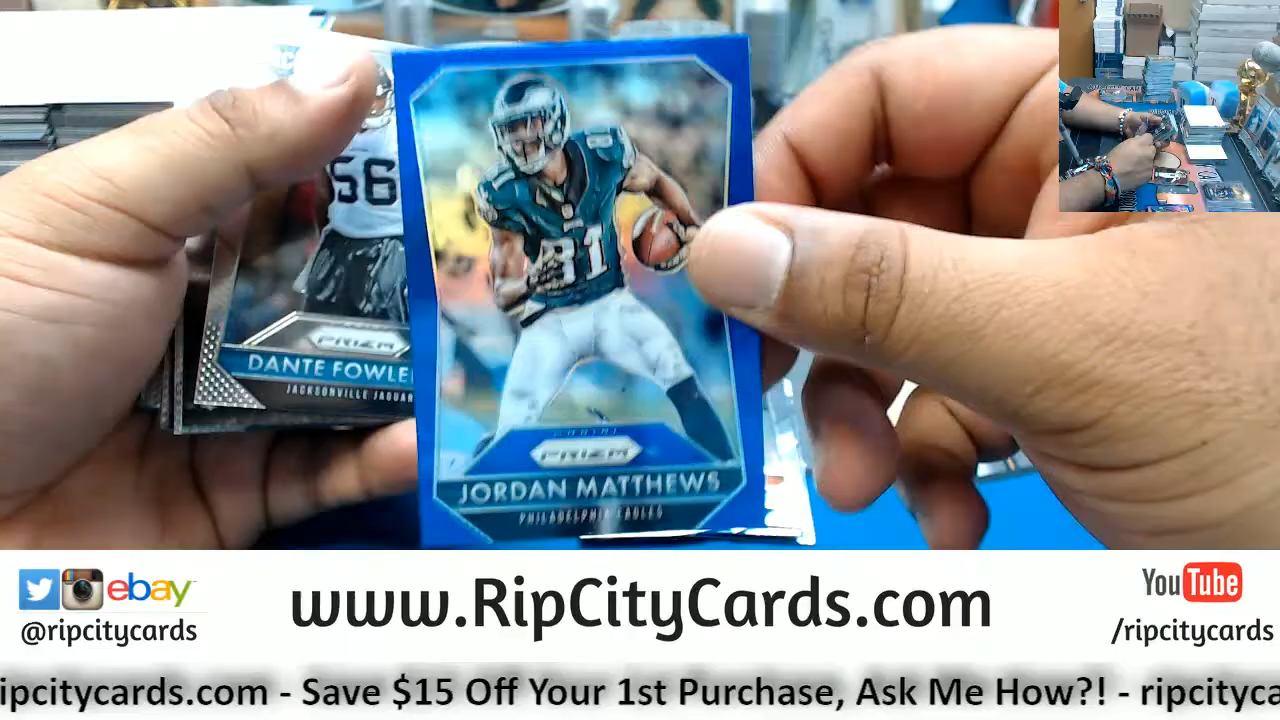 56
PRIZM
DANTE FOWLE
JACKSONVILLE JAGUAR
81
PANINI
PRIZM
JORDAN MATTHEWS
PHILADELPHIA EAGLES
ebay
@ripcitycards
www.RipCityCards.com
YouTube
/ripcitycards
ipcitycards.com - Save $15 Off Your 1st Purchase, Ask Me How?! - ripcityca